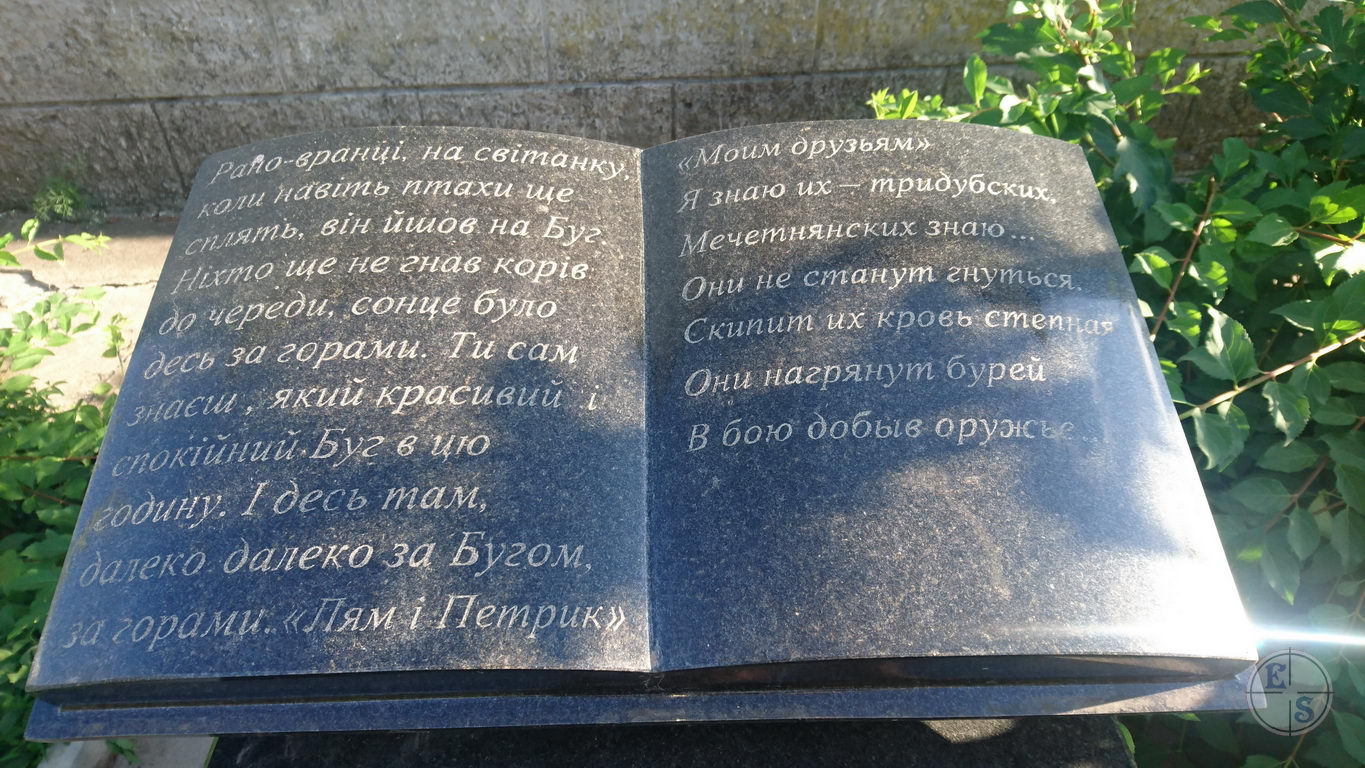 Рано-вранці, на світанку,
коли навіть птахи ще
сплять, він йшов на Буг.
Ніхто ще не гнав корів
до череди, сонце було
десь за горами. Ти сам
знаєш, який красивий і
спокійний Буг в цю
годину. І десь там,
далеко далеко за Бугом,
за горами... «Лям і Петрик»
«Моим друзьям»
Я знаю их – тридубских,
Мечетнянских знаю...
Они не станут гнуться.
Скипит их кровь степная
Они нагрянут бурей
В бою добыв оружье...
E
S